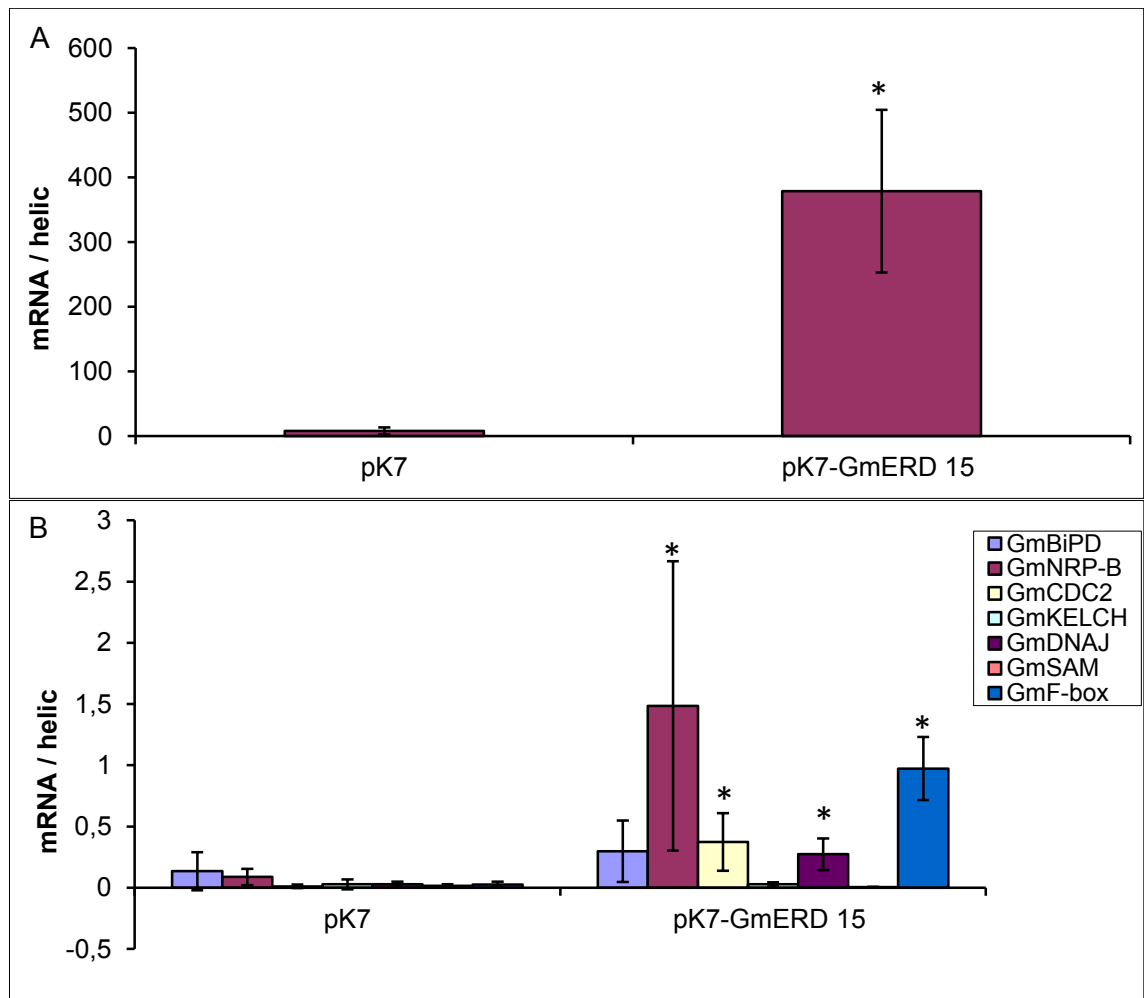 A
600
*
500
400
300
200
100
0
mRNA / helic
pK7
pK7-GmERD 15
B
3
2,5
2
1,5
1
0,5
0
-0,5
mRNA / helic
*
*
*
*
pK7
pK7-GmERD 15
GmBiPD
GmNRP-B
GmCDC2
GmKELCH
GmDNAJ
GmSAM
GmF-box